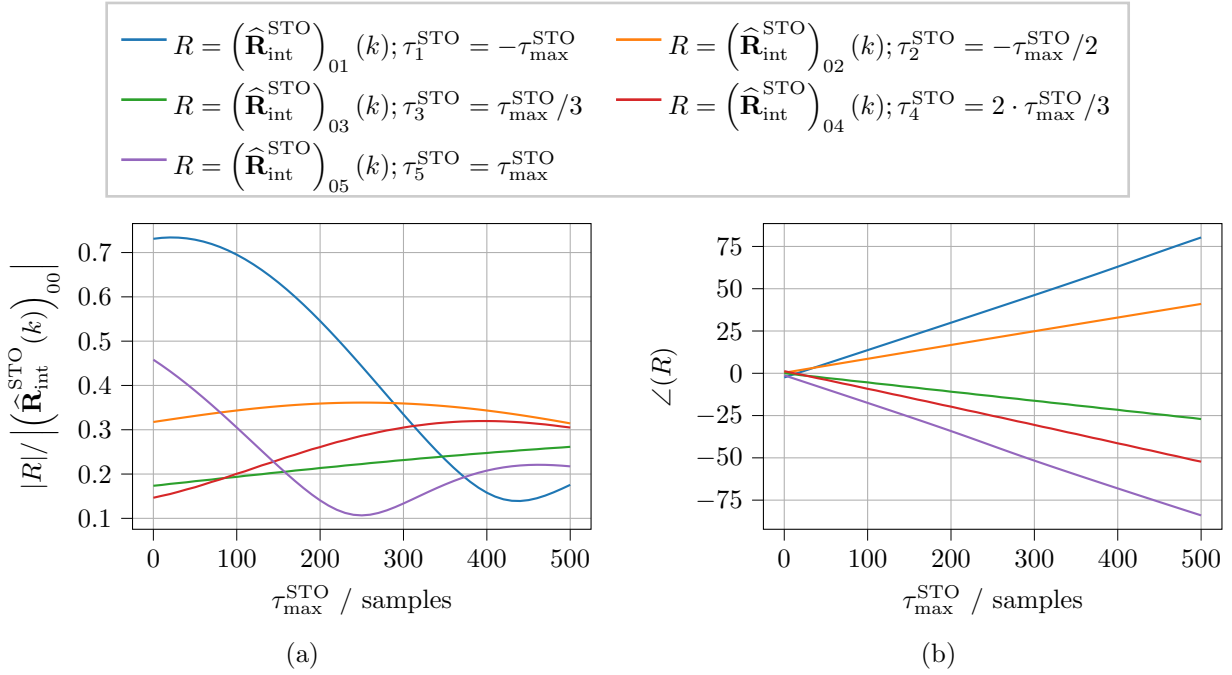 R = (R̂_int^STO)_01 (k); τ_1^STO = −τ_max^STO
R = (R̂_int^STO)_02 (k); τ_2^STO = −τ_max^STO/2
R = (R̂_int^STO)_03 (k); τ_3^STO = τ_max^STO/3
R = (R̂_int^STO)_04 (k); τ_4^STO = 2 · τ_max^STO/3
R = (R̂_int^STO)_05 (k); τ_5^STO = τ_max^STO
|R| / |(R̂_int^STO(k))_00|
0.7
0.6
0.5
0.4
0.3
0.2
0.1
0 100 200 300 400 500
τ_max^STO / samples
(a)
∠(R)
75
50
25
0
−25
−50
−75
0 100 200 300 400 500
τ_max^STO / samples
(b)